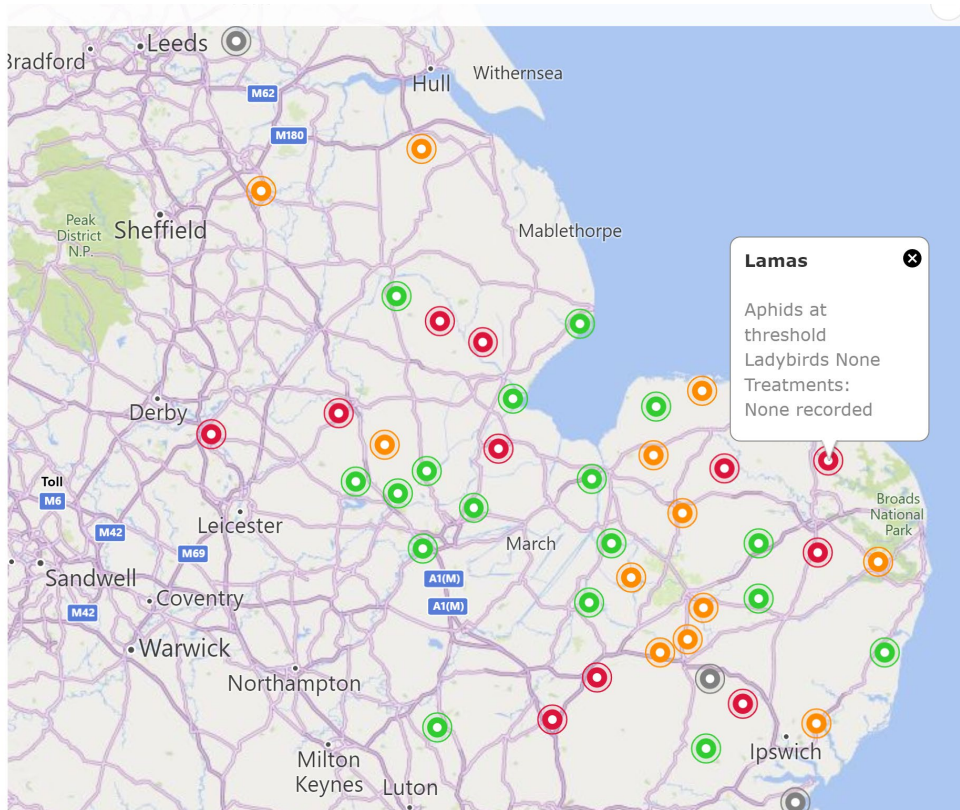 Leeds
Bradford
Hull
Withernsea
M62
M180
Peak
District
N.P.
Sheffield
Mablethorpe
Lamas
Aphids at
threshold
Ladybirds None
Treatments:
None recorded
Derby
Toll
M6
Leicester
Broads
National
Park
M42
M69
March
Sandwell
A1(M)
Coventry
A1(M)
M42
Warwick
Northampton
Ipswich
Milton
Keynes
Luton